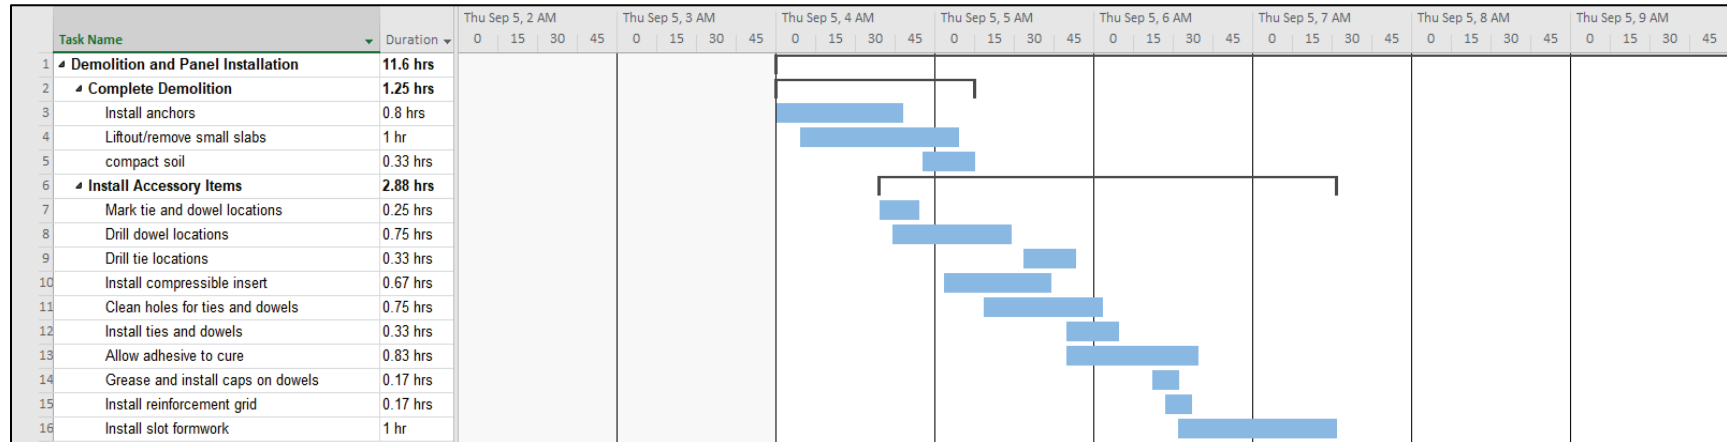 Thu Sep 5, 2 AM Thu Sep 5, 3 AM Thu Sep 5, 4 AM Thu Sep 5, 5 AM Thu Sep 5, 6 AM Thu Sep 5, 7 AM Thu Sep 5, 8 AM Thu Sep 5, 9 AM
Task Name Duration 0 15 30 45 0 15 30 45 0 15 30 45 0 15 30 45 0 15 30 45 0 15 30 45 0 15 30 45 0 15 30 45
1 Demolition and Panel Installation 11.6 hrs
2 Complete Demolition 1.25 hrs
3 Install anchors 0.8 hrs
4 Liftout/remove small slabs 1 hr
5 compact soil 0.33 hrs
6 Install Accessory Items 2.88 hrs
7 Mark tie and dowel locations 0.25 hrs
8 Drill dowel locations 0.75 hrs
9 Drill tie locations 0.33 hrs
10 Install compressible insert 0.67 hrs
11 Clean holes for ties and dowels 0.75 hrs
12 Install ties and dowels 0.33 hrs
13 Allow adhesive to cure 0.83 hrs
14 Grease and install caps on dowels 0.17 hrs
15 Install reinforcement grid 0.17 hrs
16 Install slot formwork 1 hr